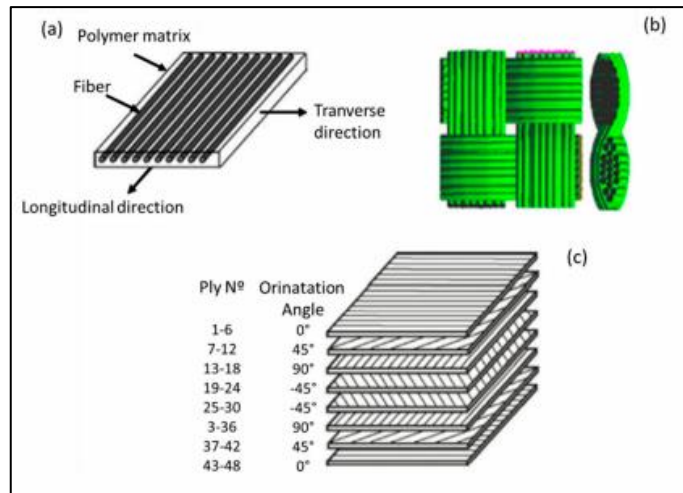 (a)
Polymer matrix
Fiber
Tranverse
direction
Longitudinal direction
(b)
(c)
Ply Nº Orinatation
Angle
1-6 0°
7-12 45°
13-18 90°
19-24 -45°
25-30 -45°
3-36 90°
37-42 45°
43-48 0°